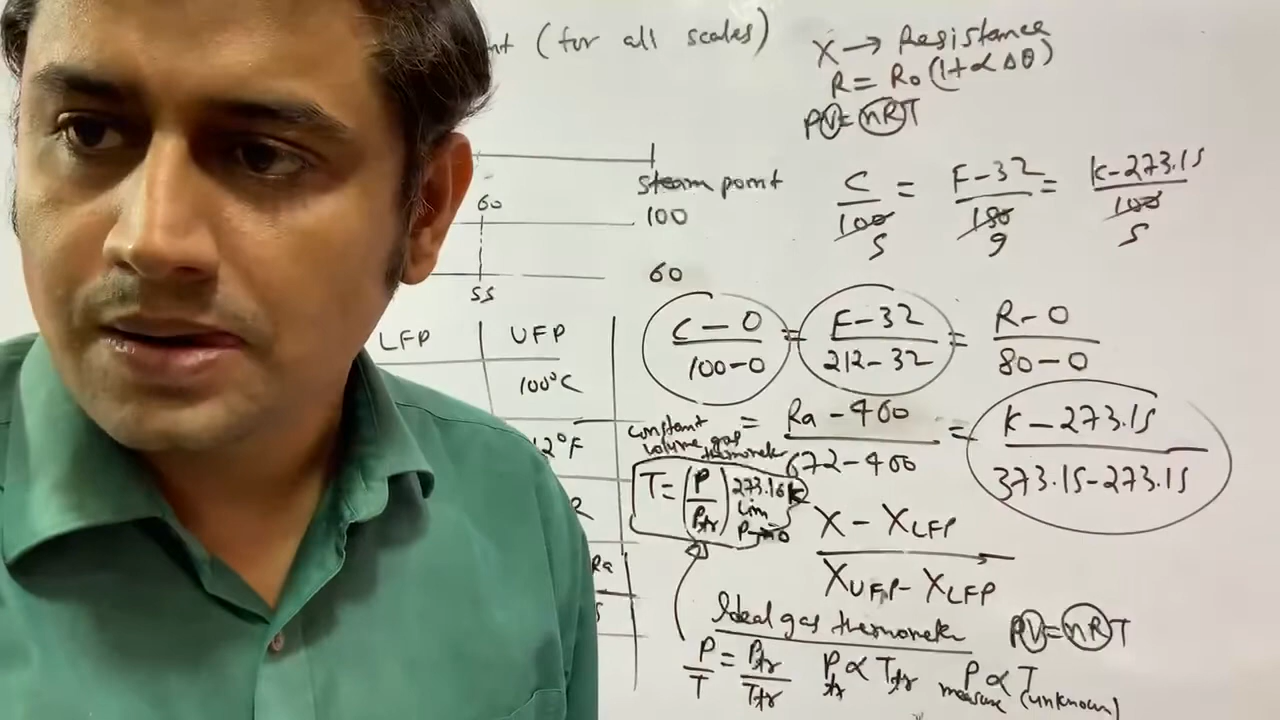 nt (for all scales)
X → Resistance
R = R0 (1+α Δθ)
PV = nRT
steam point
60
100
C/100 5 = F-32/180 9 = K-273.15/100 5
60
55
LFP UFP
100°C
12°F
R
Ra
C - 0/100-0 = F-32/212-32 = R-0/80-0
= Ra-460/672-460 = K-273.15/373.15-273.15
constant
volume gas
thermometer
T = (P/Ptr) 273.16K
lim
X - XLFP/XUFP - XLFP
Ideal gas thermometer
PV = nRT
P/T = Ptr/Ttr Ptr ∝ Ttr P ∝ T
measure (unknown)